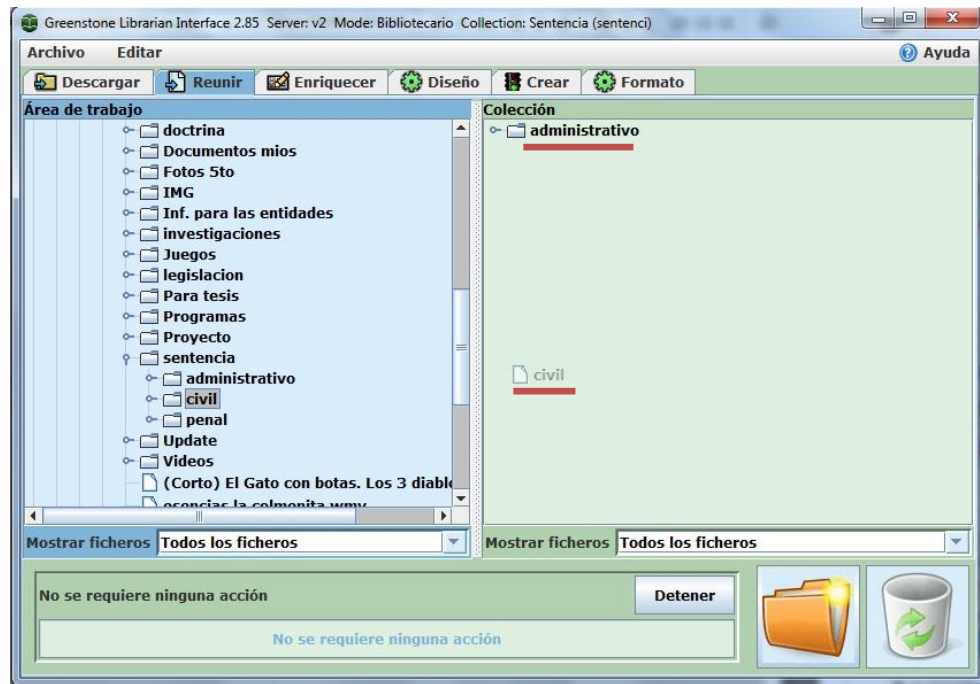 Greenstone Librarian Interface 2.85 Server: v2 Mode: Bibliotecario Collection: Sentencia (sentenci)
Archivo Editar Ayuda
Descargar Reunir Enriquecer Diseño Crear Formato
Área de trabajo
doctrina
Documentos mios
Fotos 5to
IMG
Inf. para las entidades
investigaciones
Juegos
legislacion
Para tesis
Programas
Proyecto
sentencia
administrativo
civil
penal
Update
Videos
(Corto) El Gato con botas. Los 3 diablo
la colmenita wmv
Mostrar ficheros Todos los ficheros
Colección
administrativo
civil
Mostrar ficheros Todos los ficheros
No se requiere ninguna acción
Detener
No se requiere ninguna acción